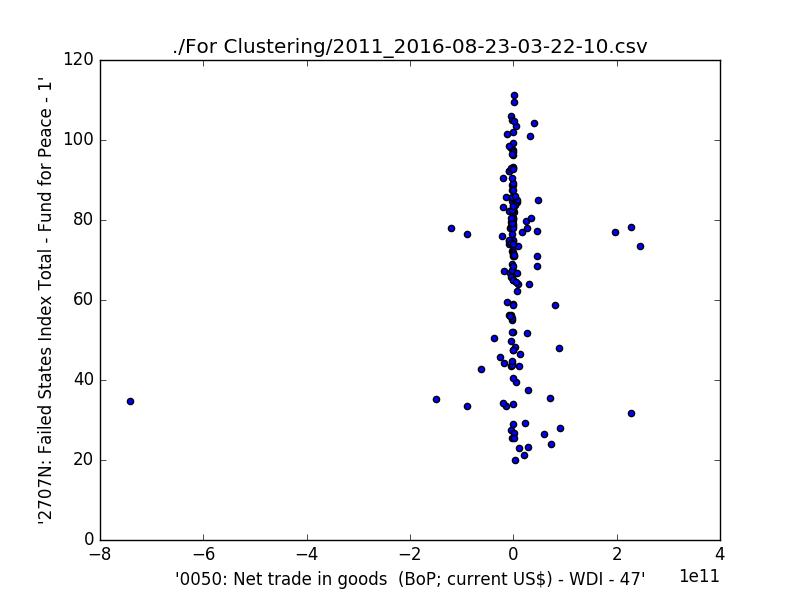 ./For Clustering/2011_2016-08-23-03-22-10.csv
'2707N: Failed States Index Total - Fund for Peace - 1'
120
100
80
60
40
20
0
−8 −6 −4 −2 0 2 4
1e11
'0050: Net trade in goods  (BoP; current US$) - WDI - 47'